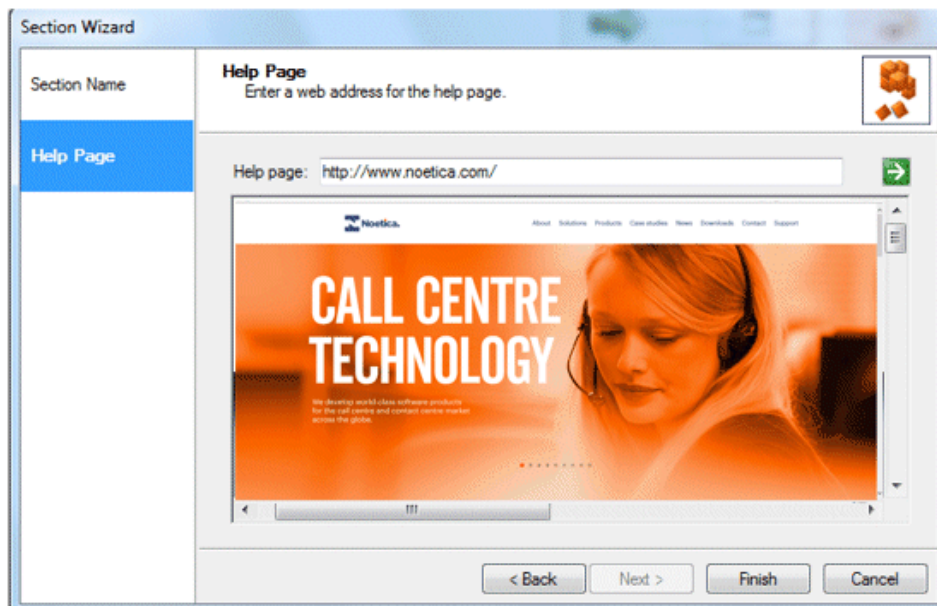 Section Wizard
Section Name
Help Page
Help Page
Enter a web address for the help page.
Help page: http://www.noetica.com/
Noetica.
About Solutions Products Case studies News Downloads Contact Support
CALL CENTRE
TECHNOLOGY
We develop world-class software products
for the call centre and contact centre market
across the globe.
< Back Next > Finish Cancel